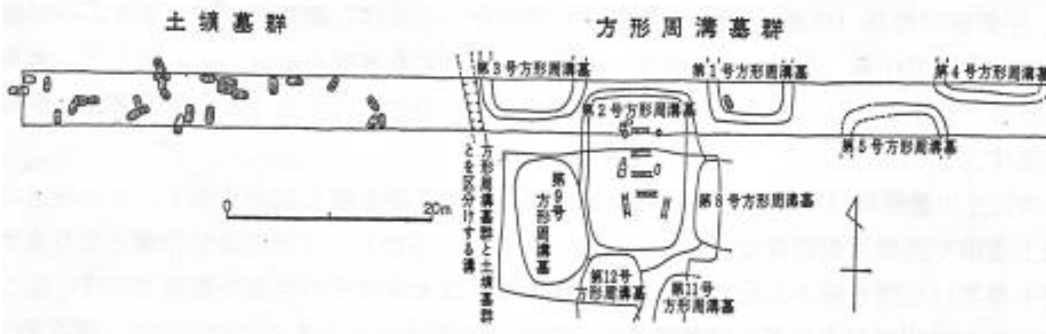 土壙墓群
方形周溝墓群
第3号方形周溝墓
第1号方形周溝墓
第4号方形周溝墓
第2号方形周溝墓
第5号方形周溝墓
方形周溝墓群と土壙墓群
とを区分けする溝
第9号
方形周溝墓
第8号方形周溝墓
第12号
方形周溝墓
第11号
方形周溝墓
0
20m